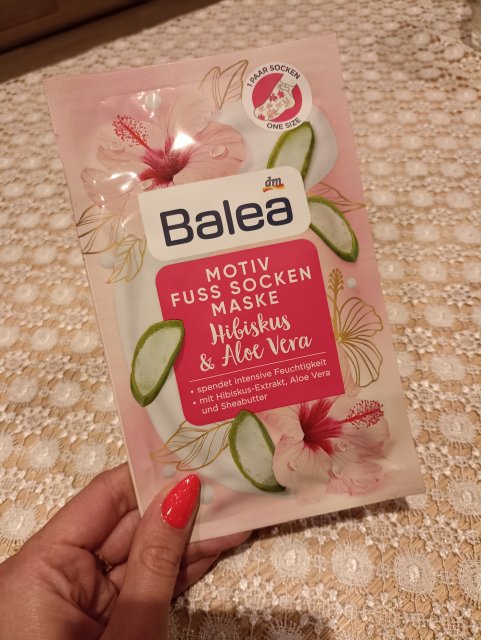 1 PAAR SOCKEN
ONE SIZE
dm
Balea
MOTIV
FUSS SOCKEN
MASKE
Hibiskus
& Aloe Vera
• spendet intensive Feuchtigkeit
• mit Hibiskus-Extrakt, Aloe Vera
und Sheabutter